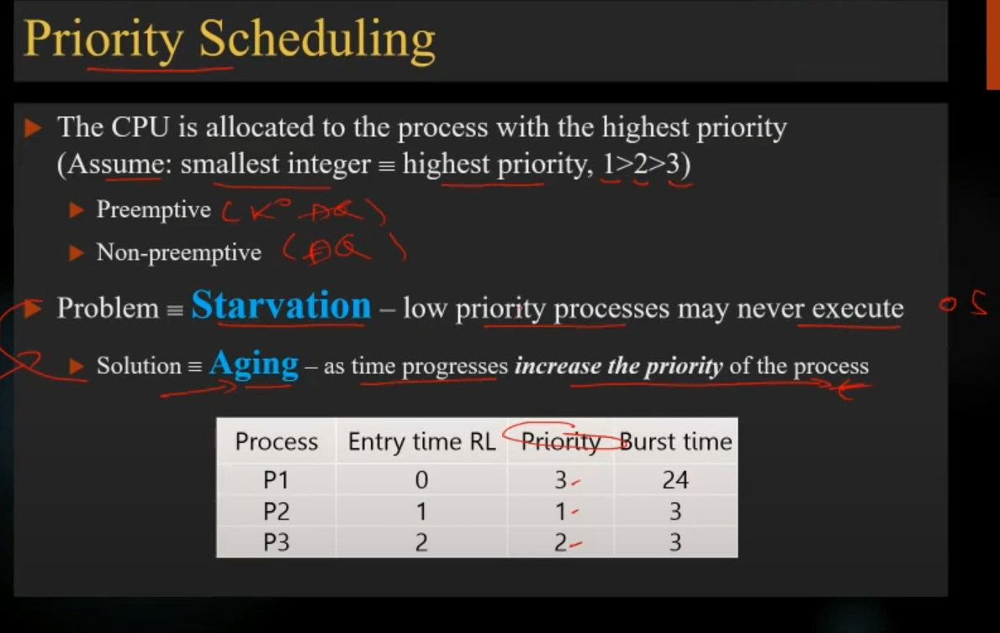 Priority Scheduling
The CPU is allocated to the process with the highest priority
(Assume: smallest integer ≡ highest priority, 1>2>3)
Preemptive
Non-preemptive
Problem ≡ Starvation – low priority processes may never execute OS
Solution ≡ Aging – as time progresses increase the priority of the process
Process Entry time RL Priority Burst time
P1 0 3 24
P2 1 1 3
P3 2 2 3